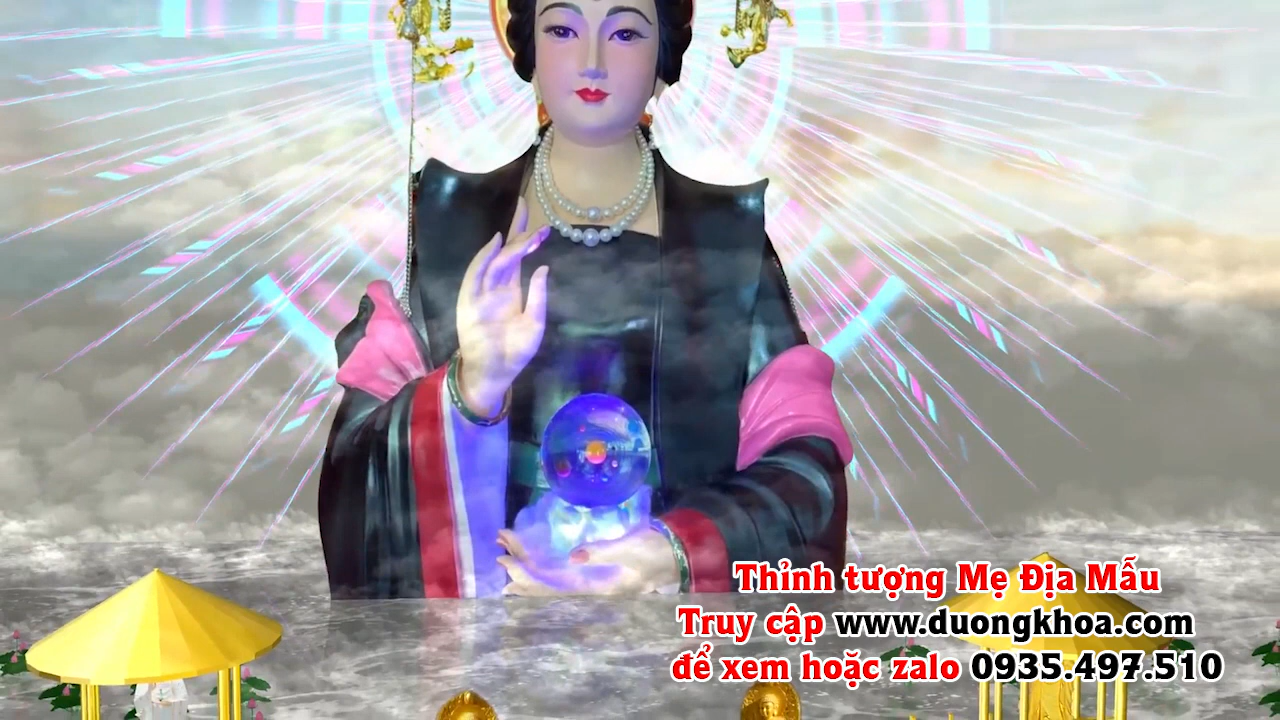 Thỉnh tượng Mẹ Địa Mẫu
Truy cập www.duongkhoa.com
để xem hoặc zalo 0935.497.510